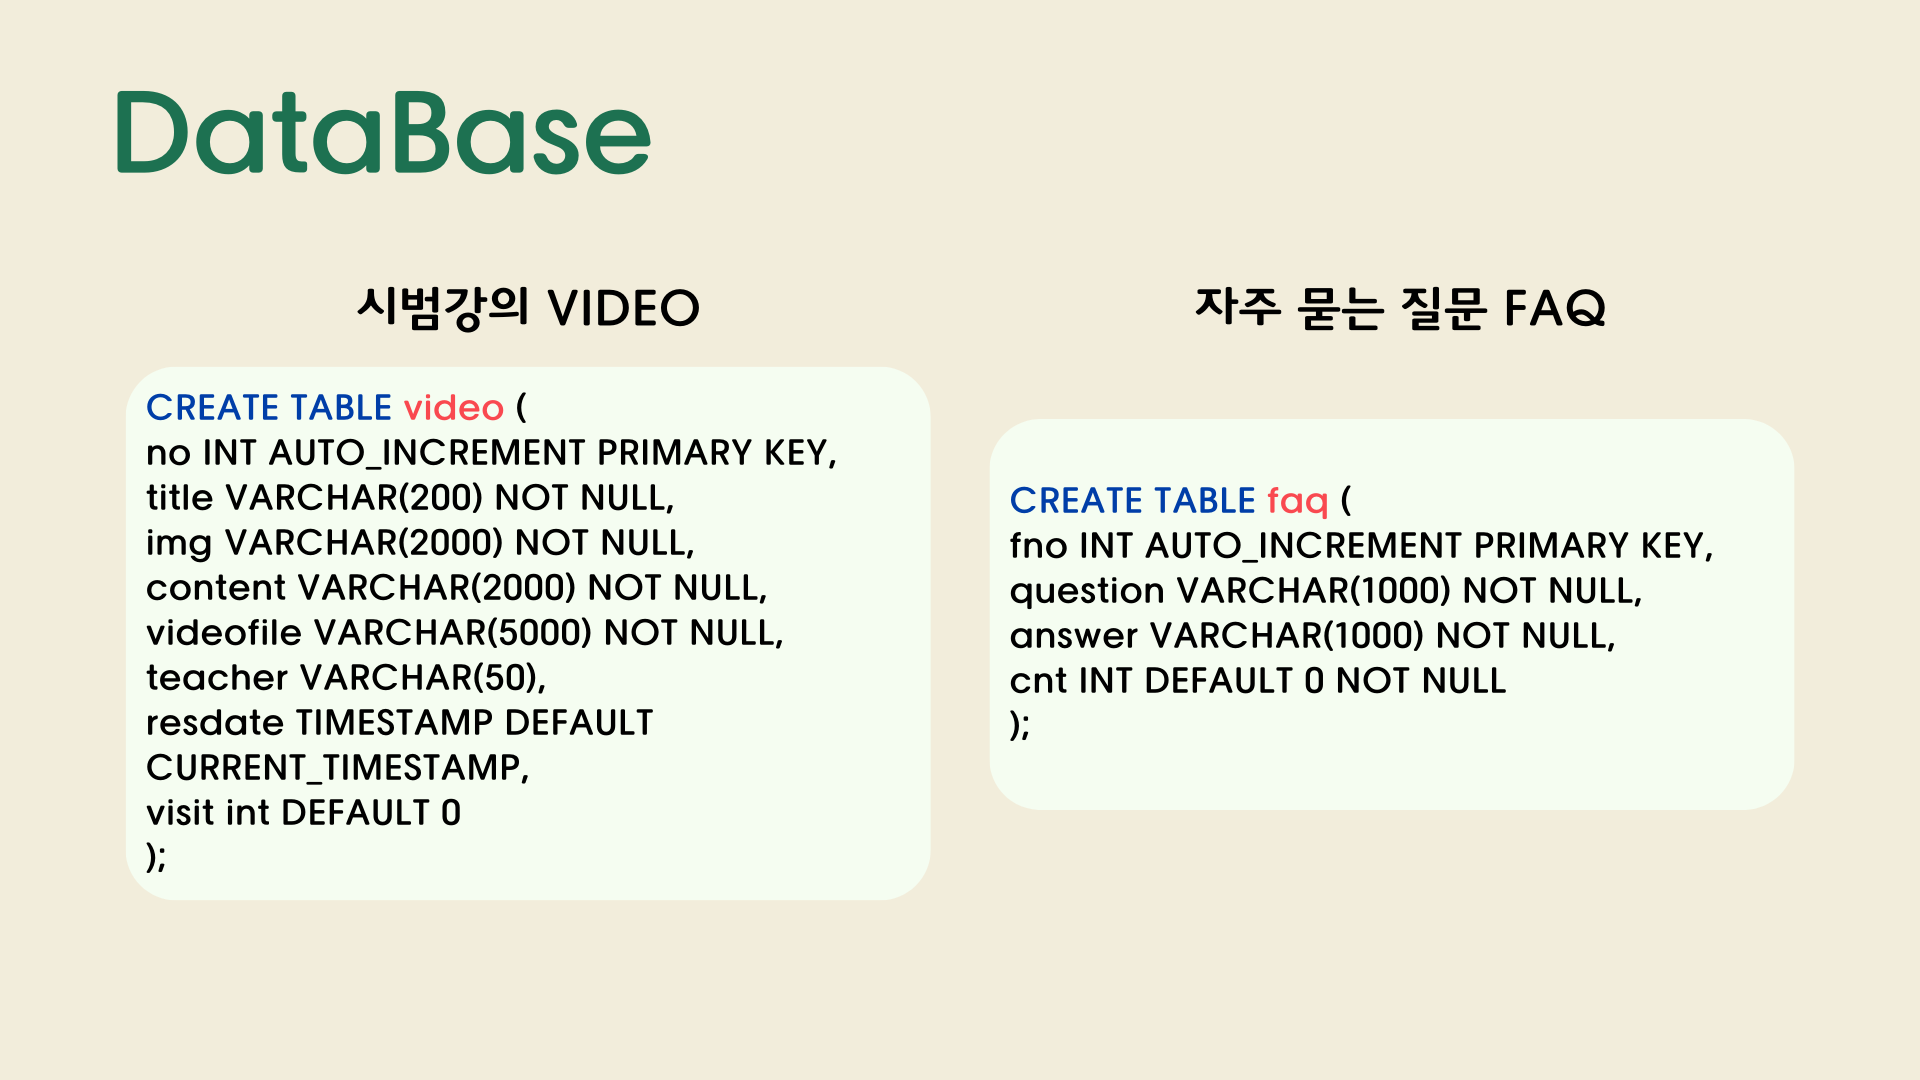 DataBase
시범강의 VIDEO
CREATE TABLE video (
no INT AUTO_INCREMENT PRIMARY KEY,
title VARCHAR(200) NOT NULL,
img VARCHAR(2000) NOT NULL,
content VARCHAR(2000) NOT NULL,
videofile VARCHAR(5000) NOT NULL,
teacher VARCHAR(50),
resdate TIMESTAMP DEFAULT
CURRENT_TIMESTAMP,
visit int DEFAULT 0
);
자주 묻는 질문 FAQ
CREATE TABLE faq (
fno INT AUTO_INCREMENT PRIMARY KEY,
question VARCHAR(1000) NOT NULL,
answer VARCHAR(1000) NOT NULL,
cnt INT DEFAULT 0 NOT NULL
);